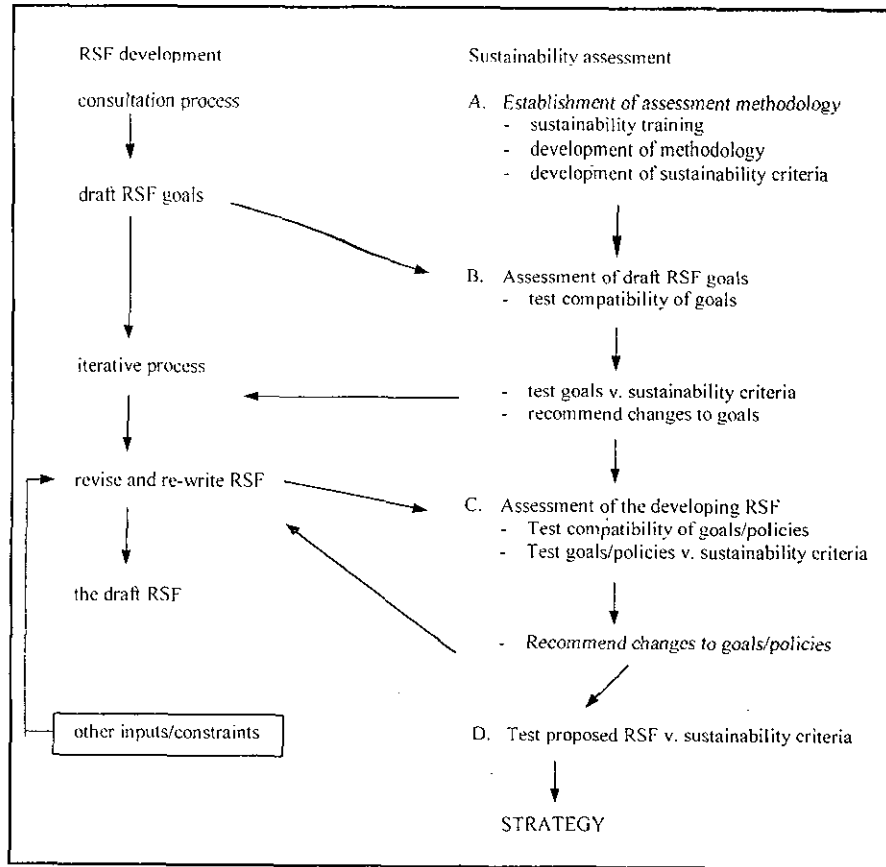 RSF development
consultation process
draft RSF goals
iterative process
revise and re-write RSF
the draft RSF
other inputs/constraints
Sustainability assessment
A. Establishment of assessment methodology
- sustainability training
- development of methodology
- development of sustainability criteria
B. Assessment of draft RSF goals
- test compatibility of goals
- test goals v. sustainability criteria
- recommend changes to goals
C. Assessment of the developing RSF
- Test compatibility of goals/policies
- Test goals/policies v. sustainability criteria
- Recommend changes to goals/policies
D. Test proposed RSF v. sustainability criteria
STRATEGY